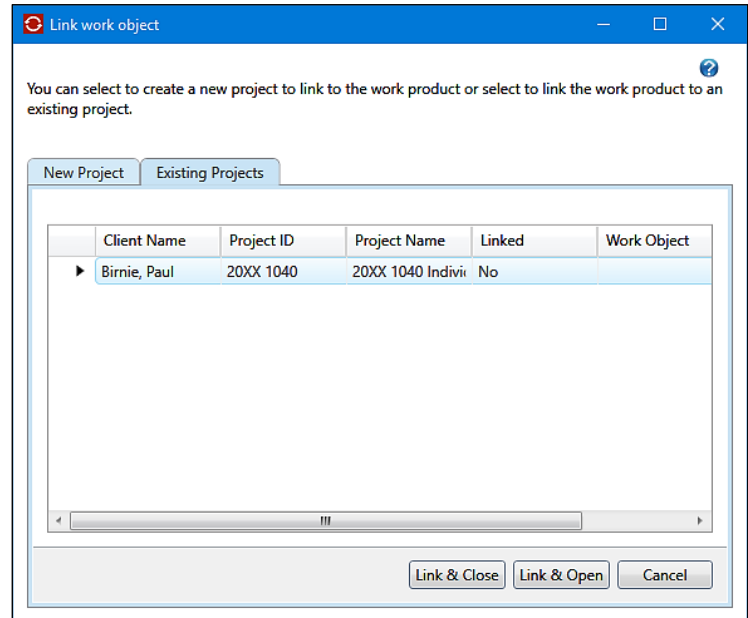 Link work object
You can select to create a new project to link to the work product or select to link the work product to an
existing project.
New Project Existing Projects
Client Name Project ID Project Name Linked Work Object
Birnie, Paul 20XX 1040 20XX 1040 Indivi No
Link & Close Link & Open Cancel